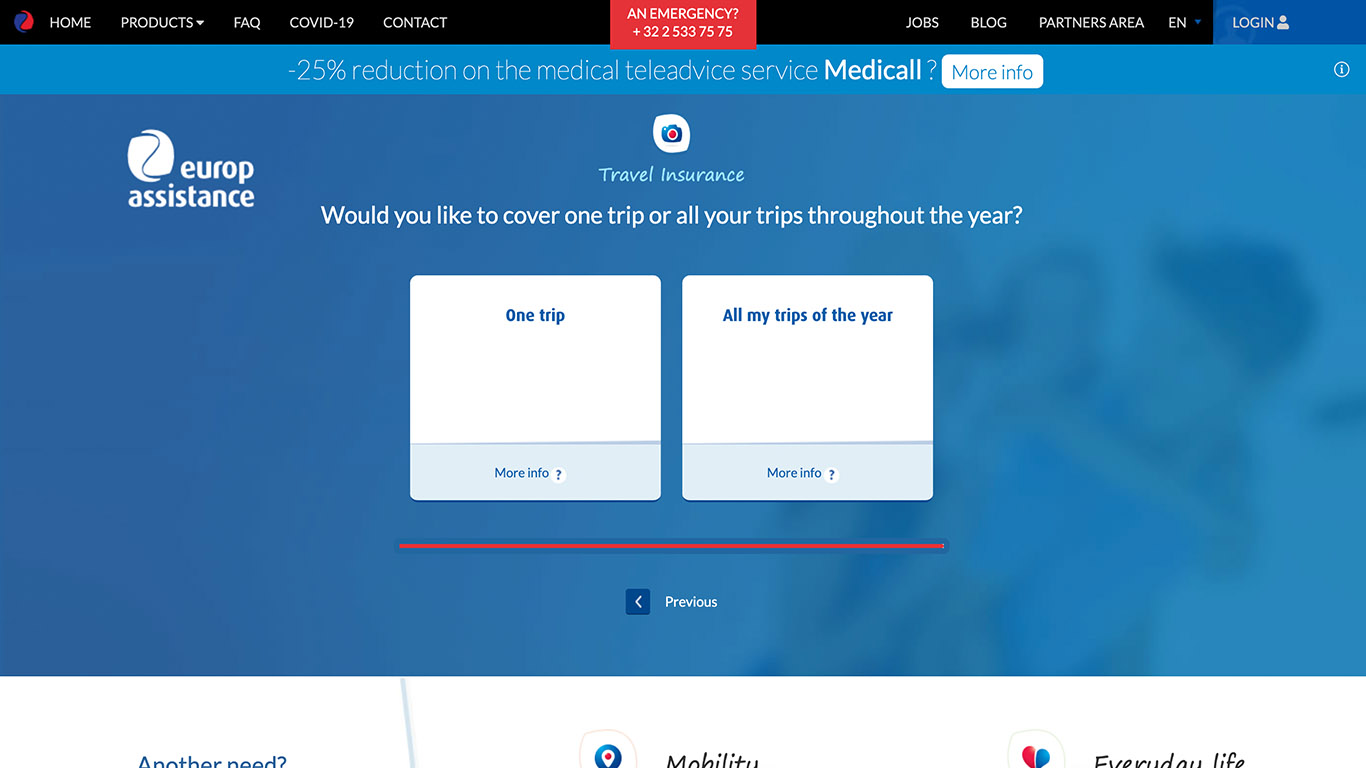 HOME PRODUCTS FAQ COVID-19 CONTACT
AN EMERGENCY?
+ 32 2 533 75 75
JOBS BLOG PARTNERS AREA EN LOGIN
-25% reduction on the medical teleadvice service Medicall ? More info
europ
assistance
Travel Insurance
Would you like to cover one trip or all your trips throughout the year?
One trip
More info ?
All my trips of the year
More info ?
Previous
Another need?
Mobility
Everyday life